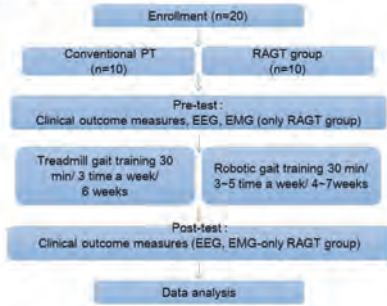 Enrollment (n=20)
Conventional PT
(n=10)
RAGT group
(n=10)
Pre-test :
Clinical outcome measures, EEG, EMG (only RAGT group)
Treadmill gait training 30
min/ 3 time a week/
6 weeks
Robotic gait training 30 min/
3~5 time a week/ 4~7weeks
Post-test :
Clinical outcome measures (EEG, EMG-only RAGT group)
Data analysis